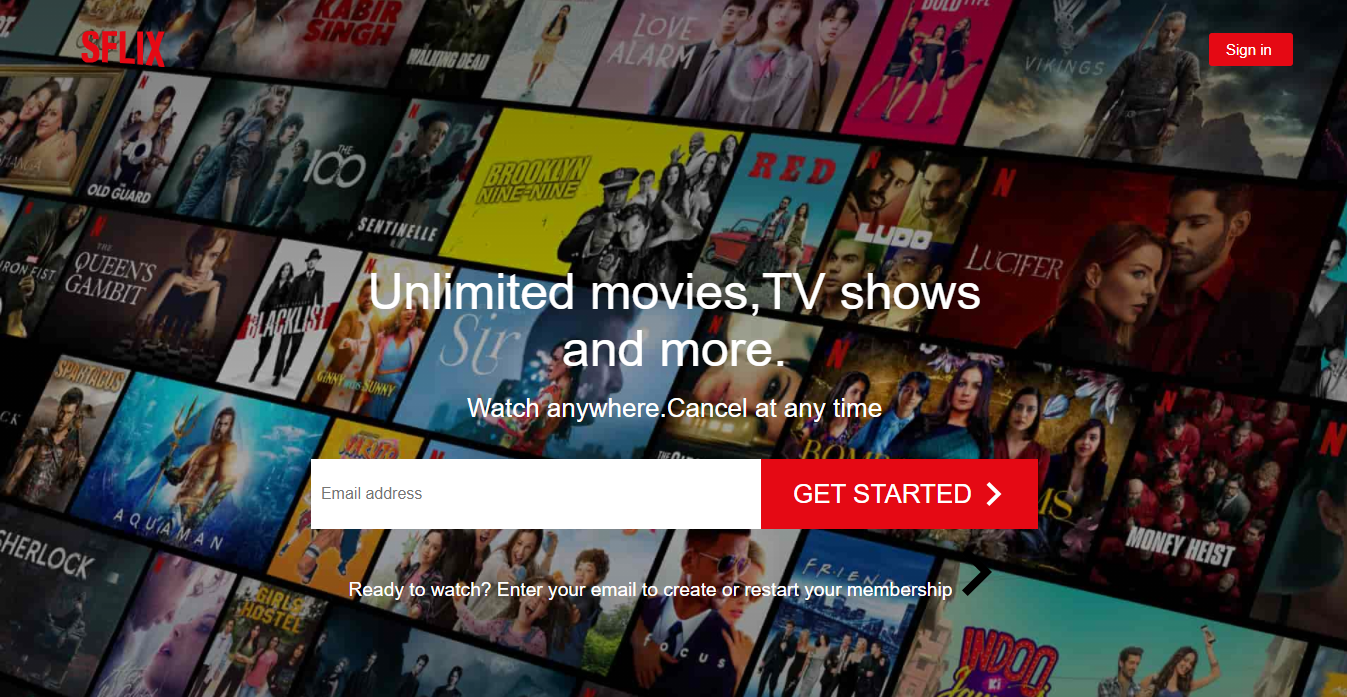 KABIR
SINGH
SFLIX
WALKING DEAD
LOVE
ALARM
VIKINGS
Sign in
OLD GUARD
THE
100
SENTINELLE
BROOKLYN
NINE-NINE
RED
LUDO
LUCIFER
IRON FIST
THE
QUEEN'S
GAMBIT
BLACKLIST
GINNY AND SUNNY
Sir
Unlimited movies,TV shows
and more.
Watch anywhere.Cancel at any time
SPARTACUS
AQUAMAN
Email address
GET STARTED
MONEY HEIST
SHERLOCK
GIRLS
HOSTEL
Ready to watch? Enter your email to create or restart your membership
FOCUS
FRIEND
INDOO
KI